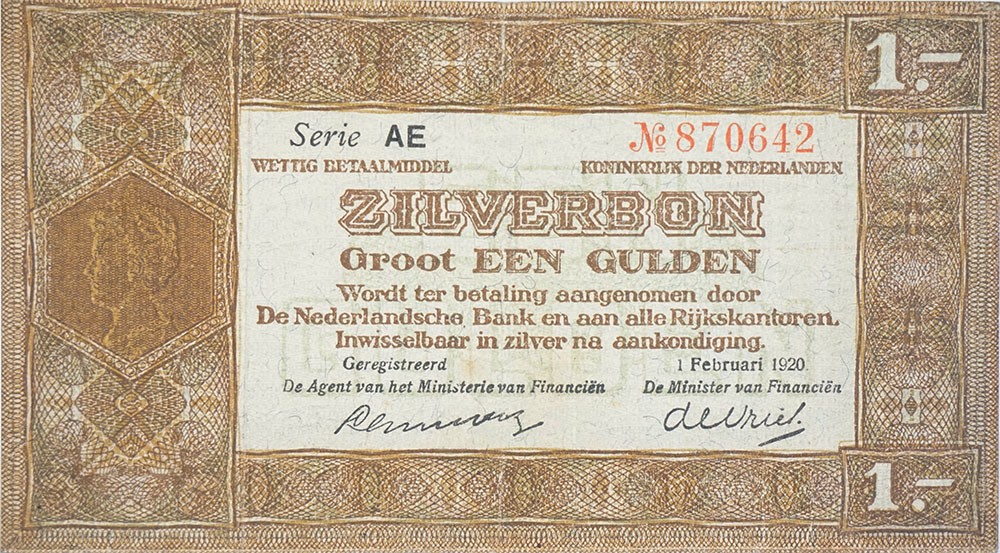 1.-
Serie AE № 870642
WETTIG BETAALMIDDEL KONINKRIJK DER NEDERLANDEN
ZILVERBON
Groot EEN GULDEN
Wordt ter betaling aangenomen door
De Nederlandsche Bank en aan alle Rijkskantoren.
Inwisselbaar in zilver na aankondiging.
Geregistreerd 1 Februari 1920
De Agent van het Ministerie van Financiën De Minister van Financiën
de Vries.
1.-